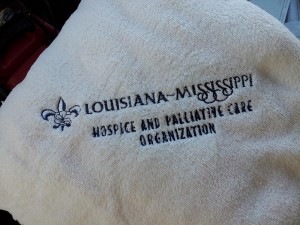 LOUISIANA~MISSISSIPPI
HOSPICE AND PALLIATIVE CARE
ORGANIZATION